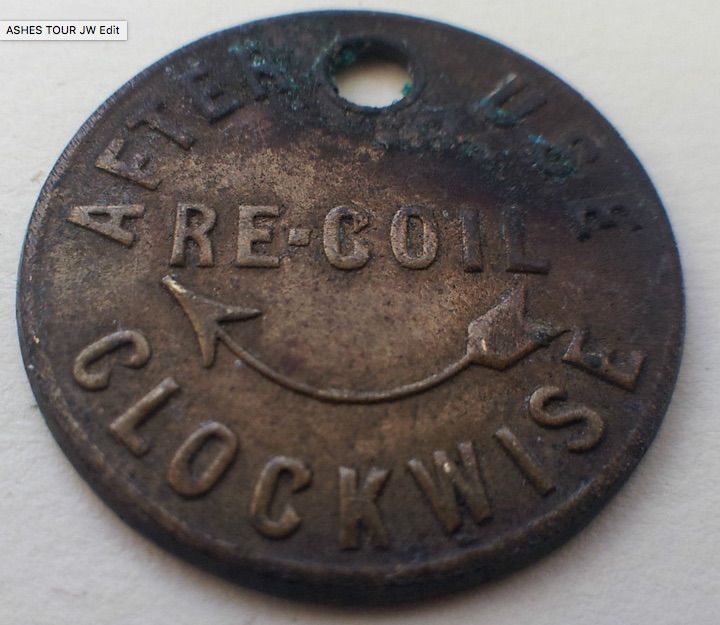 ASHES TOUR JW Edit
AFTER USE
RE-COIL
CLOCKWISE